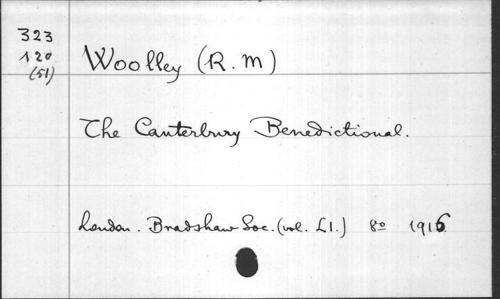 323
120
(51)
Woolley (R. M)
The Canterbury Benedictional.
London. Bradshaw Soc. (vol. LI.) 8º 1916